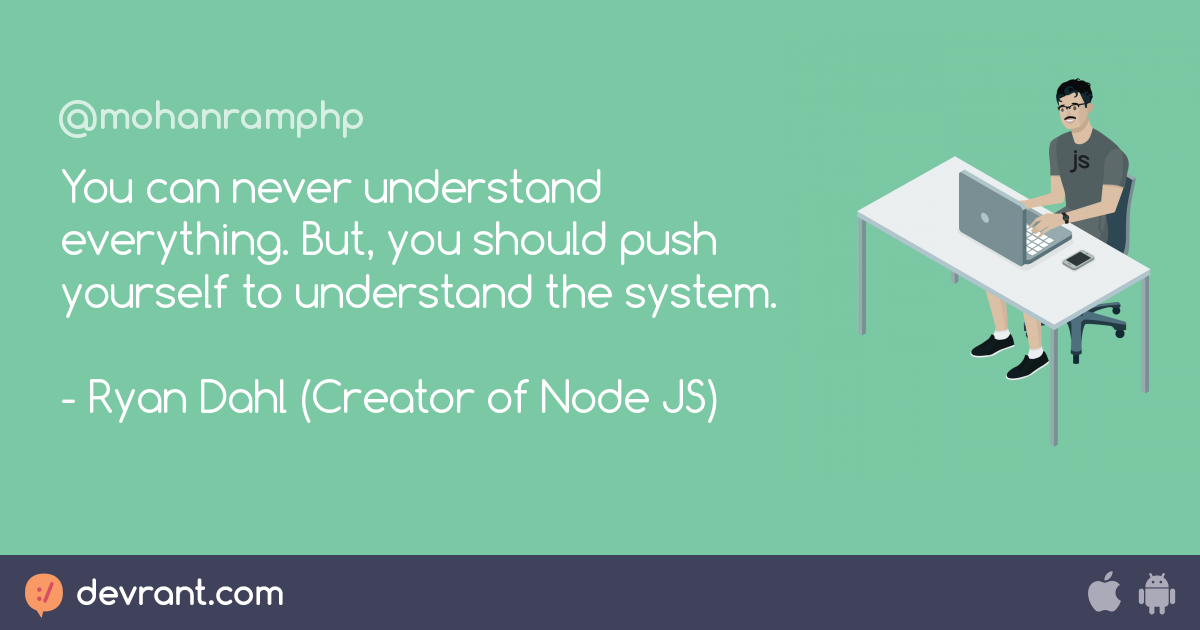 @mohanramphp
You can never understand
everything. But, you should push
yourself to understand the system.
- Ryan Dahl (Creator of Node JS)
js
:/
devrant.com